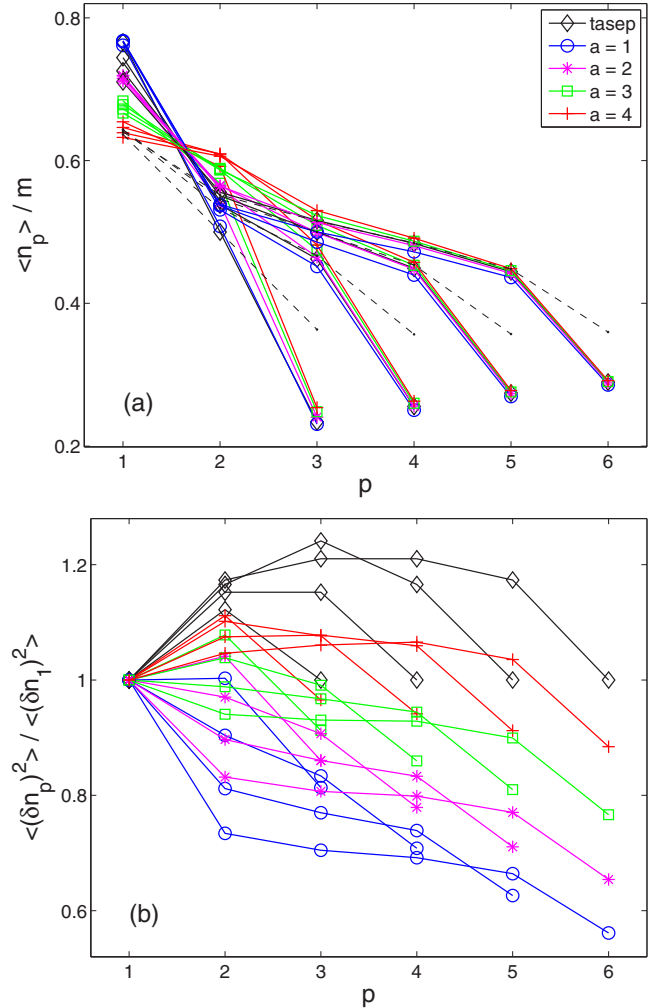 0.8
0.6
0.4
0.2
<n_p> / m
tasep
a = 1
a = 2
a = 3
a = 4
(a)
1 2 3 4 5 6
p
1.2
1
0.8
0.6
<(δn_p)^2> / <(δn_1)^2>
(b)
1 2 3 4 5 6
p